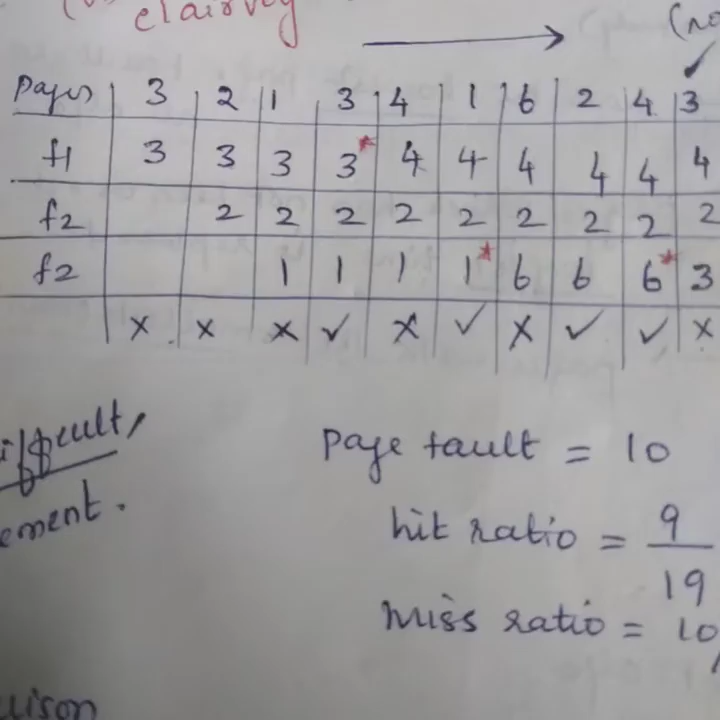 clairvoy
(no
pages 3 2 1 3 4 1 6 2 4 3
f1 3 3 3 3* 4 4 4 4 4 4
f2 2 2 2 2 2 2 2 2 2
f2 1 1 1 1* 6 6 6* 3
x x x ✓ x ✓ x ✓ ✓ x
ifficult,
ement.
page fault = 10
hit ratio = 9
19
Miss ratio = 10/
uison